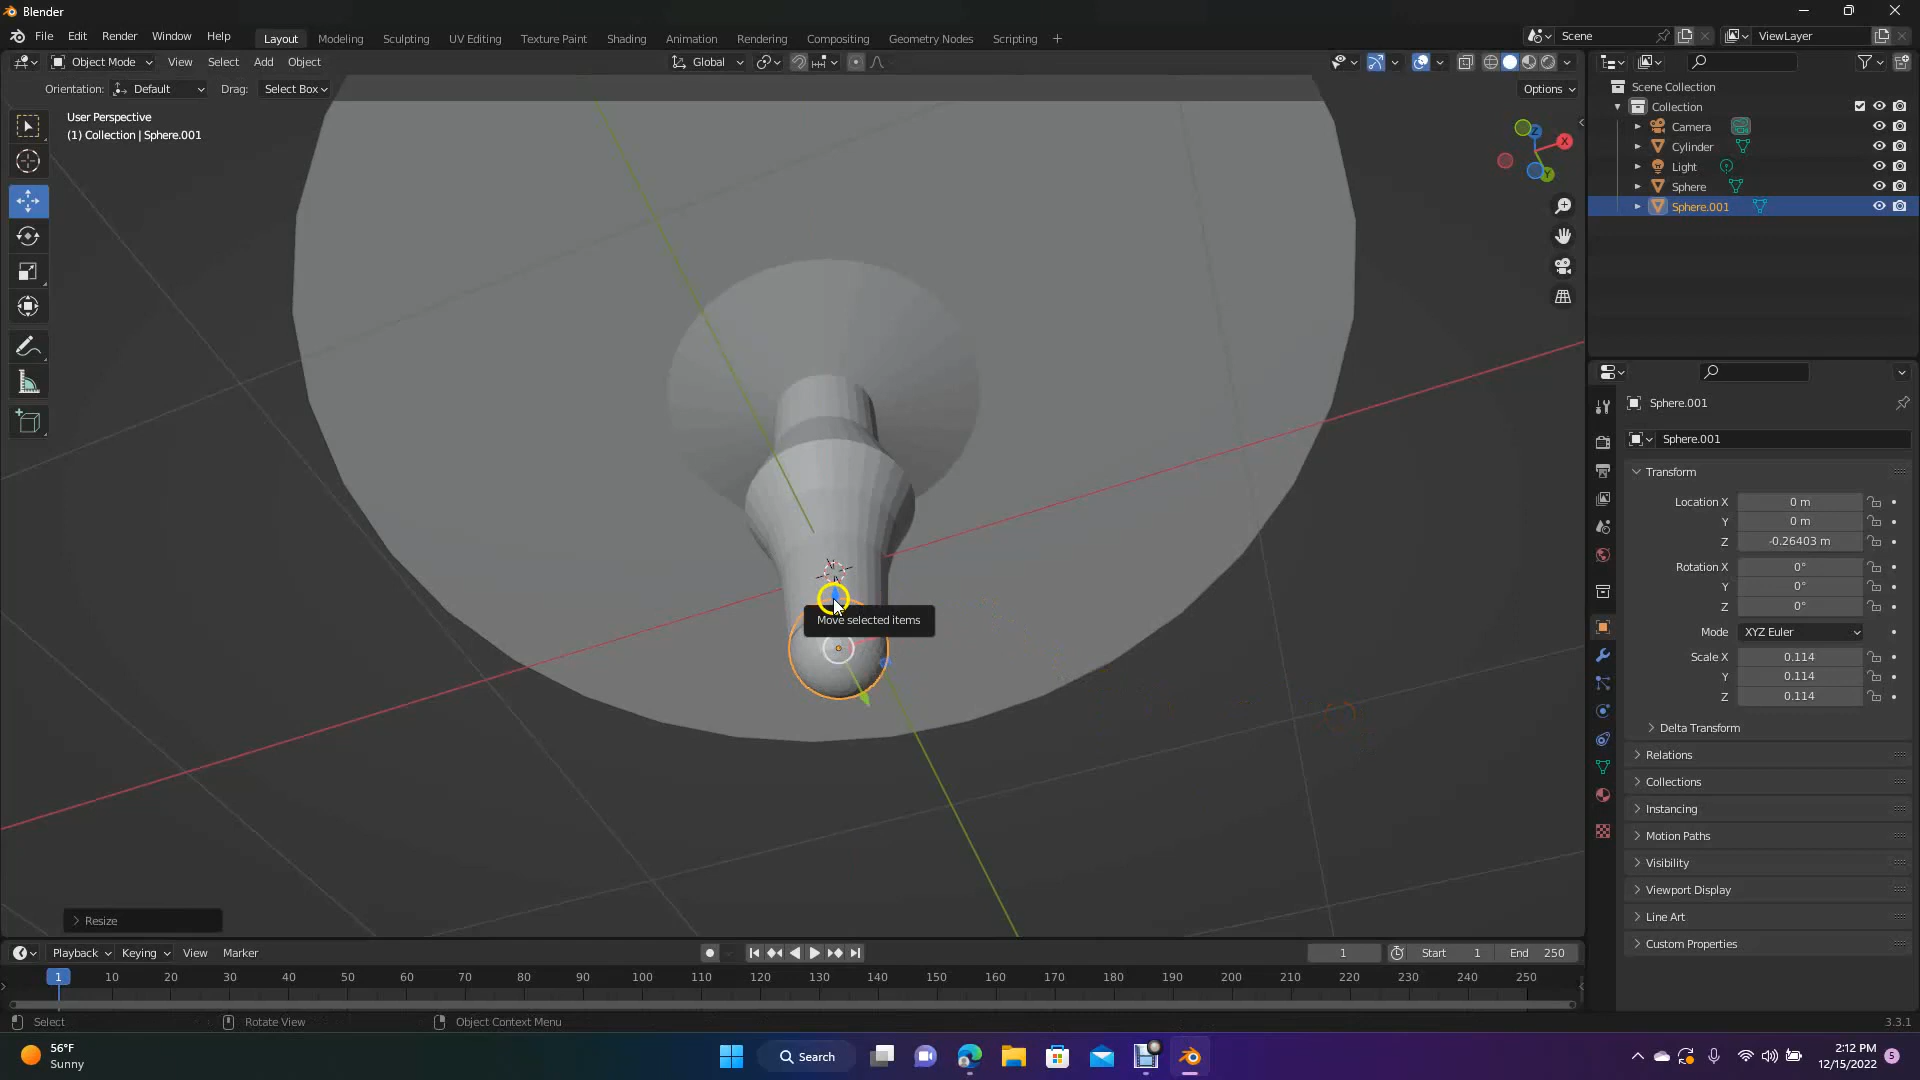 Blender
File Edit Render Window Help
Layout Modeling Sculpting UV Editing Texture Paint Shading Animation Rendering Compositing Geometry Nodes Scripting +
Scene
ViewLayer
Object Mode View Select Add Object
Global
Orientation: Default Drag: Select Box
Options
User Perspective
(1) Collection | Sphere.001
X
Y
Z
Move selected items
Resize
Scene Collection
Collection
Camera
Cylinder
Light
Sphere
Sphere.001
Sphere.001
Sphere.001
Transform
Location X 0 m
Y 0 m
Z -0.26403 m
Rotation X 0°
Y 0°
Z 0°
Mode XYZ Euler
Scale X 0.114
Y 0.114
Z 0.114
Delta Transform
Relations
Collections
Instancing
Motion Paths
Visibility
Viewport Display
Line Art
Custom Properties
Playback Keying View Marker
1 Start 1 End 250
1 10 20 30 40 50 60 70 80 90 100 110 120 130 140 150 160 170 180 190 200 210 220 230 240 250
Select Rotate View Object Context Menu
3.3.1
56°F
Sunny
Search
2:12 PM
12/15/2022
5